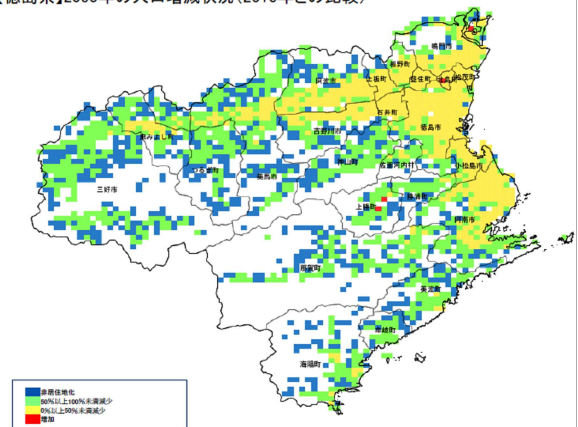 【徳島県】2050年の人口増減状況（2010年との比較）
鳴門市
板野町
上板町
藍住町
北島町
松茂町
阿波市
石井町
吉野川市
徳島市
東みよし町
つるぎ町
美馬市
神山町
佐那河内村
小松島市
三好市
勝浦町
上勝町
阿南市
那賀町
美波町
牟岐町
海陽町
非居住地化
50%以上100%未満減少
0%以上50%未満減少
増加